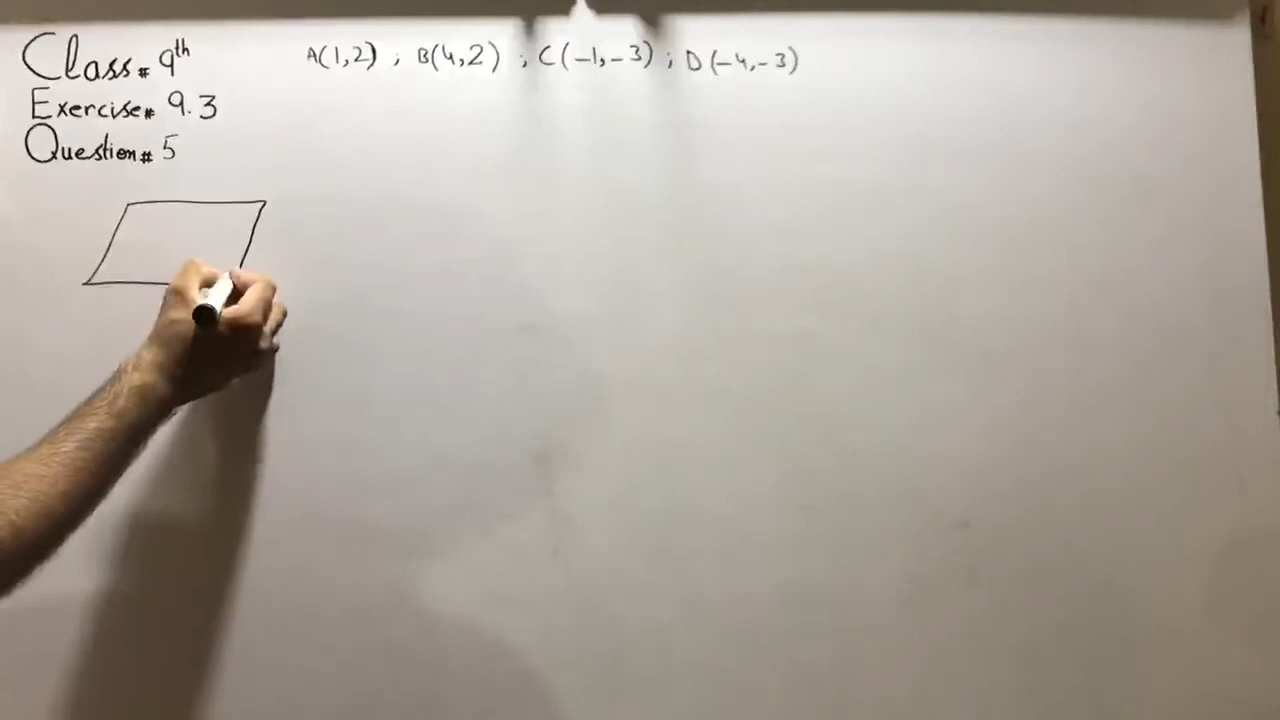 Class# 9th
Exercise# 9.3
Question# 5
A(1,2) ; B(4,2) ; C(-1,-3) ; D(-4,-3)